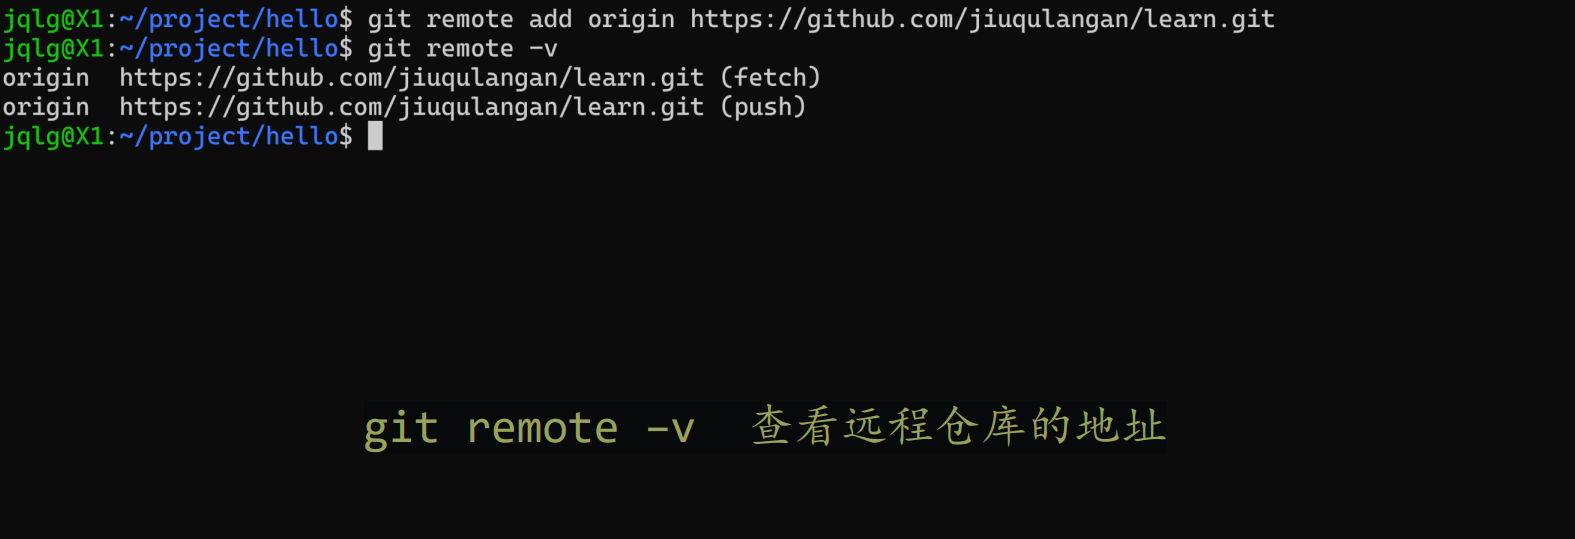 jqlg@X1:~/project/hello$ git remote add origin https://github.com/jiuqulangan/learn.git
jqlg@X1:~/project/hello$ git remote -v
origin  https://github.com/jiuqulangan/learn.git (fetch)
origin  https://github.com/jiuqulangan/learn.git (push)
jqlg@X1:~/project/hello$
git remote -v  查看远程仓库的地址